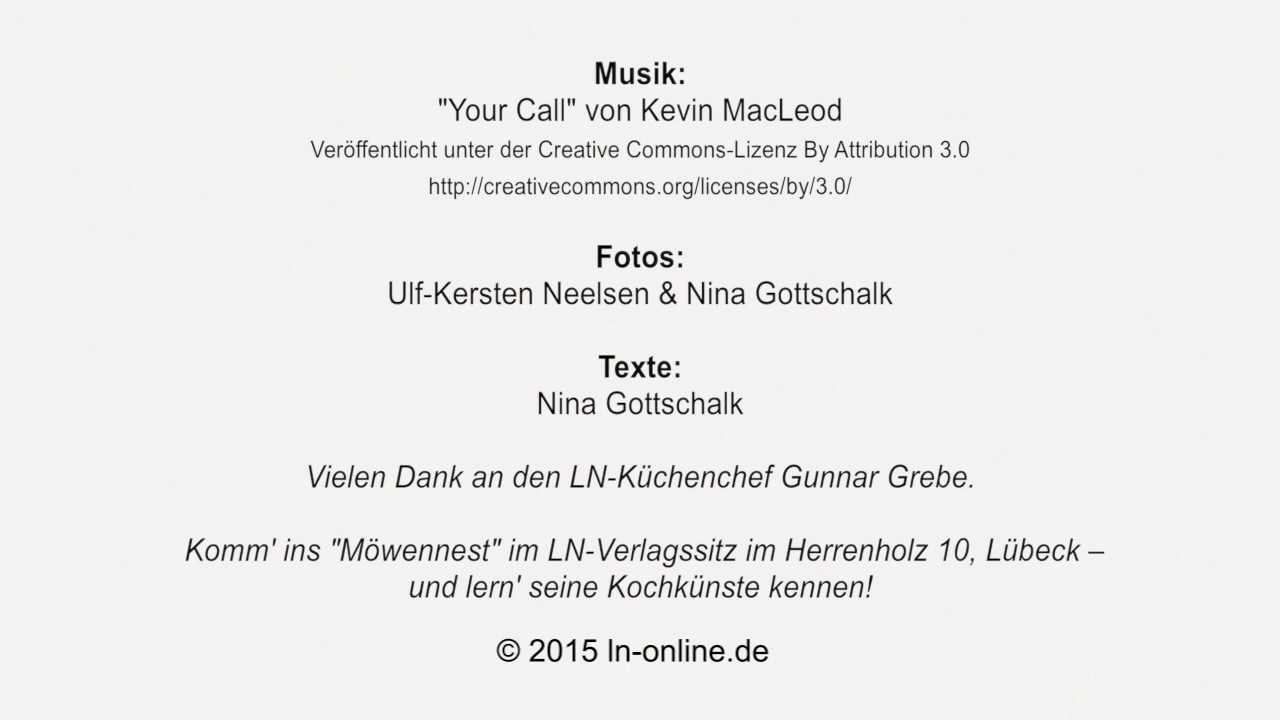 Musik:
"Your Call" von Kevin MacLeod
Veröffentlicht unter der Creative Commons-Lizenz By Attribution 3.0
http://creativecommons.org/licenses/by/3.0/
Fotos:
Ulf-Kersten Neelsen & Nina Gottschalk
Texte:
Nina Gottschalk
Vielen Dank an den LN-Küchenchef Gunnar Grebe.
Komm' ins "Möwennest" im LN-Verlagssitz im Herrenholz 10, Lübeck –
und lern' seine Kochkünste kennen!
© 2015 ln-online.de